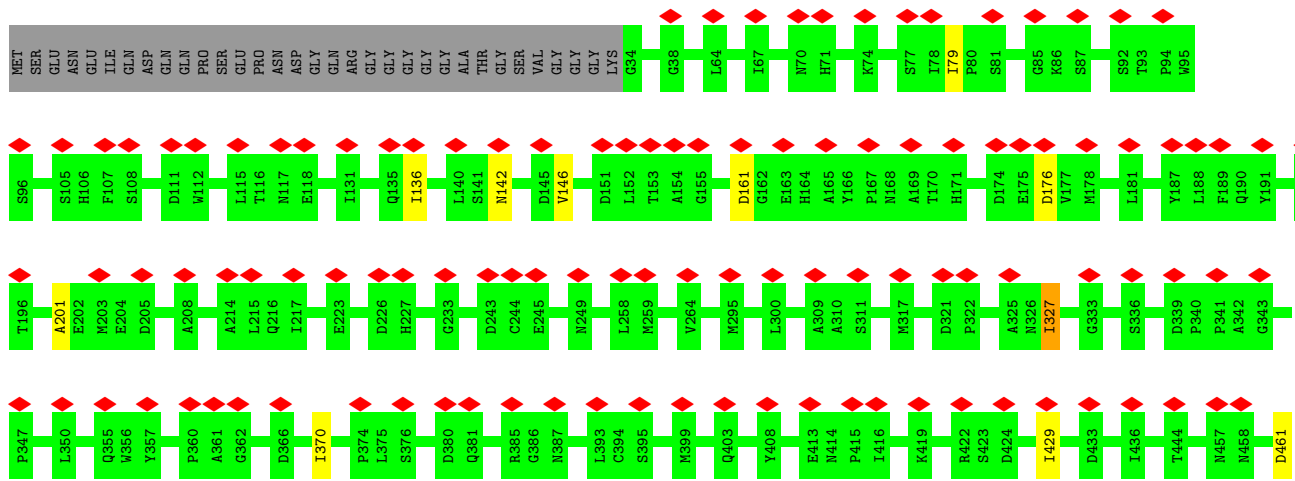 MET SER GLU ASN GLU ILE GLN ASP GLN GLN PRO SER GLU PRO ASN ASP GLY GLN ARG GLY GLY GLY GLY GLY ALA THR GLY SER VAL GLY GLY GLY LYS G34 G38 L64 I67 N70 H71 K74 S77 I78 I79 P80 S81 G85 K86 S87 S92 T93 P94 W95
S96 S105 H106 F107 S108 D111 W112 L115 T116 N117 E118 I131 Q135 I136 L140 S141 N142 D145 V146 D151 L152 T153 A154 G155 D161 G162 E163 H164 A165 Y166 P167 N168 A169 T170 H171 D174 E175 D176 V177 M178 L181 Y187 L188 F189 Q190 Y191
T196 A201 E202 M203 E204 D205 A208 A214 L215 Q216 I217 E223 D226 H227 G233 D243 C244 E245 N249 L258 M259 V264 M295 L300 A309 A310 S311 M317 D321 P322 A325 N326 I327 G333 S336 D339 P340 P341 A342 G343
P347 L350 Q355 W356 Y357 P360 A361 G362 D366 I370 P374 L375 S376 D380 Q381 R385 G386 N387 L393 C394 S395 M399 Q403 Y408 E413 N414 P415 I416 K419 R422 S423 D424 I429 D433 I436 T444 N457 N458 D461